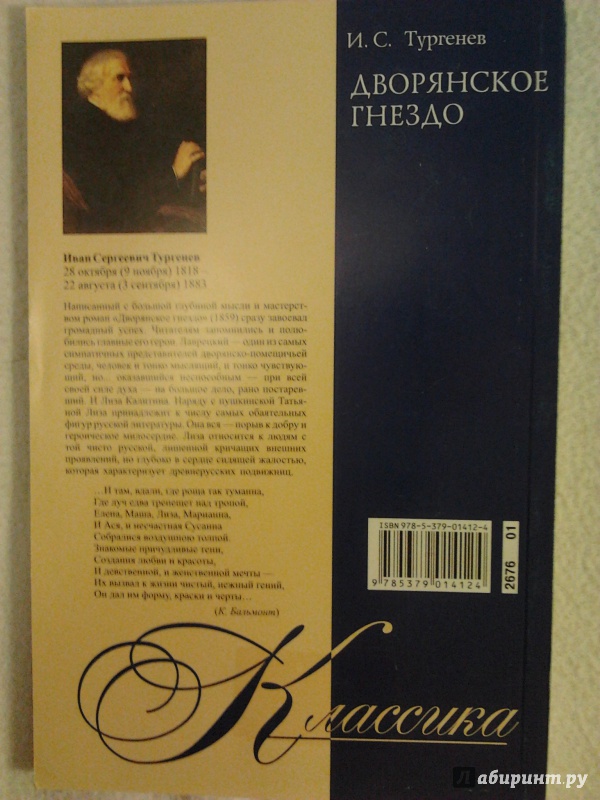 И. С. Тургенев
ДВОРЯНСКОЕ
ГНЕЗДО
Иван Сергеевич Тургенев
28 октября (9 ноября) 1818 -
22 августа (3 сентября) 1883
Написанный с большой глубиной мысли и мастерст-
вом роман «Дворянское гнездо» (1859) сразу завоевал
громадный успех. Читателям запомнились и полю-
бились главные его герои. Лаврецкий — один из самых
симпатичных представителей дворянско-помещичьей
среды, человек и тонко мыслящий, и тонко чувствую-
щий, но... оказавшийся неспособным — при всей
своей силе духа — на большое дело, рано постарев-
ший. И Лиза Калитина. Наряду с пушкинской Татья-
ной Лиза принадлежит к числу самых обаятельных
фигур русской литературы. Она вся — порыв к добру и
героическое милосердие. Лиза относится к людям с
той чисто русской, лишенной кричащих внешних
проявлений, но глубоко в сердце сидящей жалостью,
которая характеризует древнерусских подвижниц.
...И там, вдали, где роща так туманна,
Где луч едва трепещет над тропой,
Елена, Маша, Лиза, Марианна,
И Ася, и несчастная Сусанна
Собралися воздушною толпой.
Знакомые причудливые тени,
Создания любви и красоты,
И девственной, и женственной мечты —
Их вызвал к жизни чистый, нежный гений,
Он дал им форму, краски и черты...
(К. Бальмонт)
ISBN 978-5-379-01412-4
9 785379 014124
2676 01
Классика
лабиринт.ру